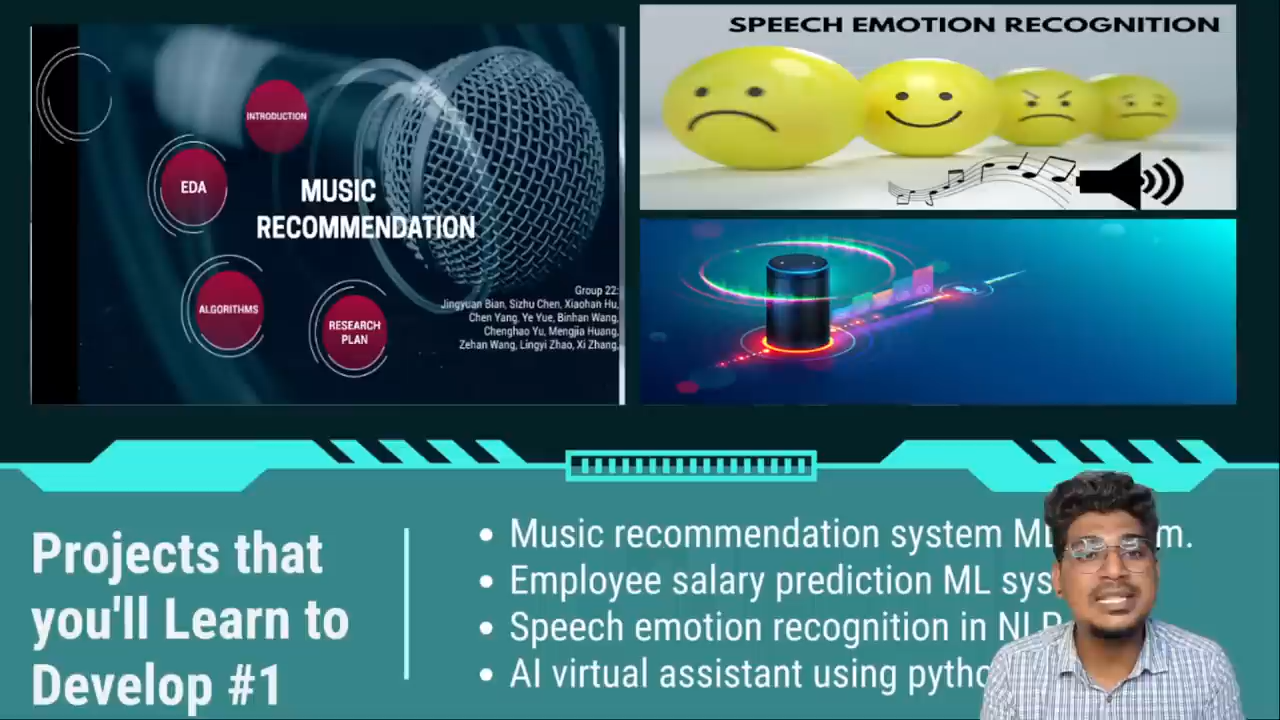 INTRODUCTION
EDA
MUSIC
RECOMMENDATION
ALGORITHMS
RESEARCH
PLAN
Group 22:
Jingyuan Bian, Sizhu Chen, Xiaohan Hu,
Chen Yang, Ye Yue, Binhan Wang,
Chenghao Yu, Mengjia Huang,
Zehan Wang, Lingyi Zhao, Xi Zhang,
SPEECH EMOTION RECOGNITION
Projects that
you'll Learn to
Develop #1
• Music recommendation system
• Employee salary prediction ML
• Speech emotion recognition in
• AI virtual assistant using